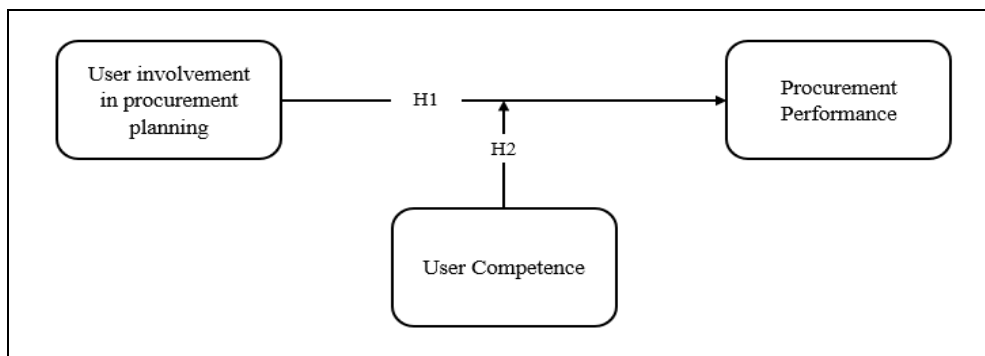 User involvement
in procurement
planning
H1
Procurement
Performance
H2
User Competence